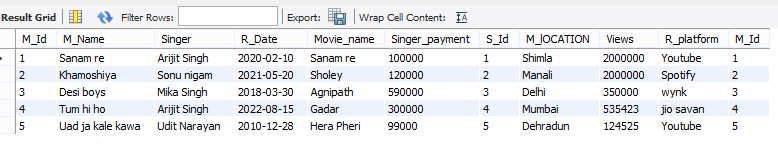 Result Grid Filter Rows: Export: Wrap Cell Content:
M_Id M_Name Singer R_Date Movie_name Singer_payment S_Id M_lOCATION Views R_platform M_Id
1 Sanam re Arijit Singh 2020-02-10 Sanam re 100000 1 Shimla 2000000 Youtube 1
2 Khamoshiya Sonu nigam 2021-05-20 Sholey 120000 2 Manali 2000000 Spotify 2
3 Desi boys Mika Singh 2018-03-30 Agnipath 590000 3 Delhi 350000 wynk 3
4 Tum hi ho Arijit Singh 2022-08-15 Gadar 300000 4 Mumbai 535423 jio savan 4
5 Uad ja kale kawa Udit Narayan 2010-12-28 Hera Pheri 99000 5 Dehradun 124525 Youtube 5